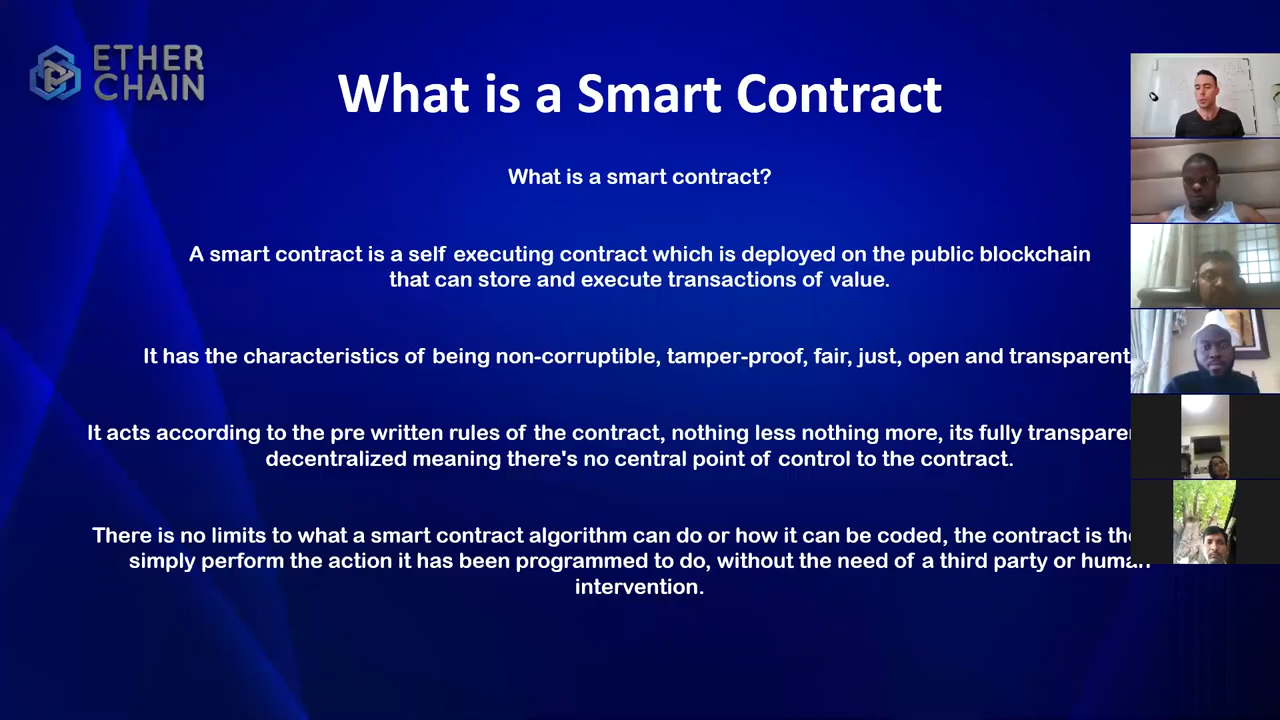 ETHER
CHAIN
What is a Smart Contract
What is a smart contract?
A smart contract is a self executing contract which is deployed on the public blockchain
that can store and execute transactions of value.
It has the characteristics of being non-corruptible, tamper-proof, fair, just, open and transparent
It acts according to the pre written rules of the contract, nothing less nothing more, its fully
decentralized meaning there's no central point of control to the contract.
There is no limits to what a smart contract algorithm can do or how it can be coded, the contract is
simply perform the action it has been programmed to do, without the need of a third party or human
intervention.